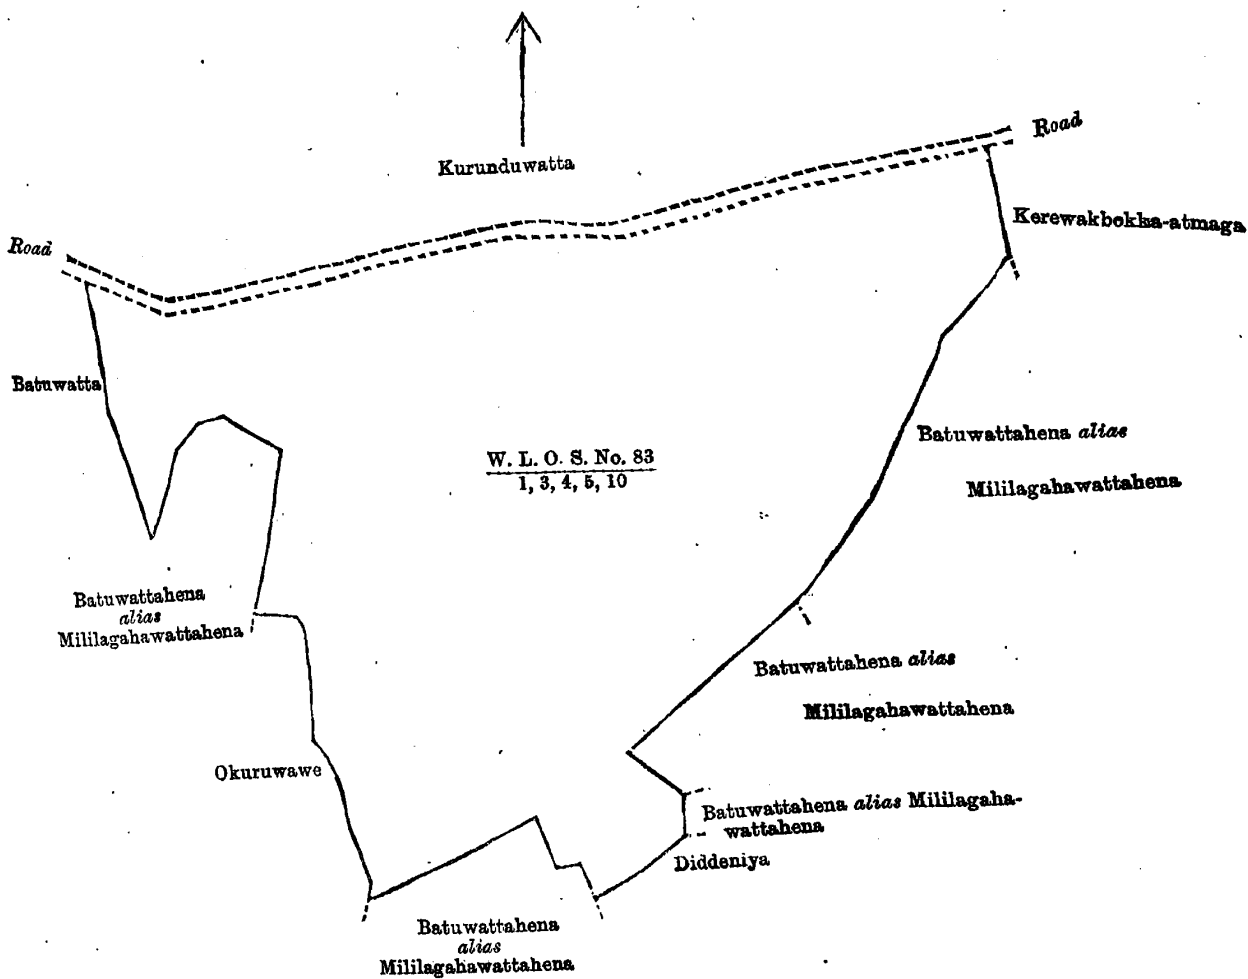 Road
Kurunduwatta
Kerewakbokka-atmaga
Road
Batuwatta
Batuwattahena alias
Mililagahawattahena
W. L. O. S. No. 83
1, 3, 4, 5, 10
Batuwattahena
alias
Mililagahawattahena
Batuwattahena alias
Mililagahawattahena
Okuruwawe
Batuwattahena alias Mililagaha-
wattahena
Diddeniya
Batuwattahena
alias
Mililagahawattahena